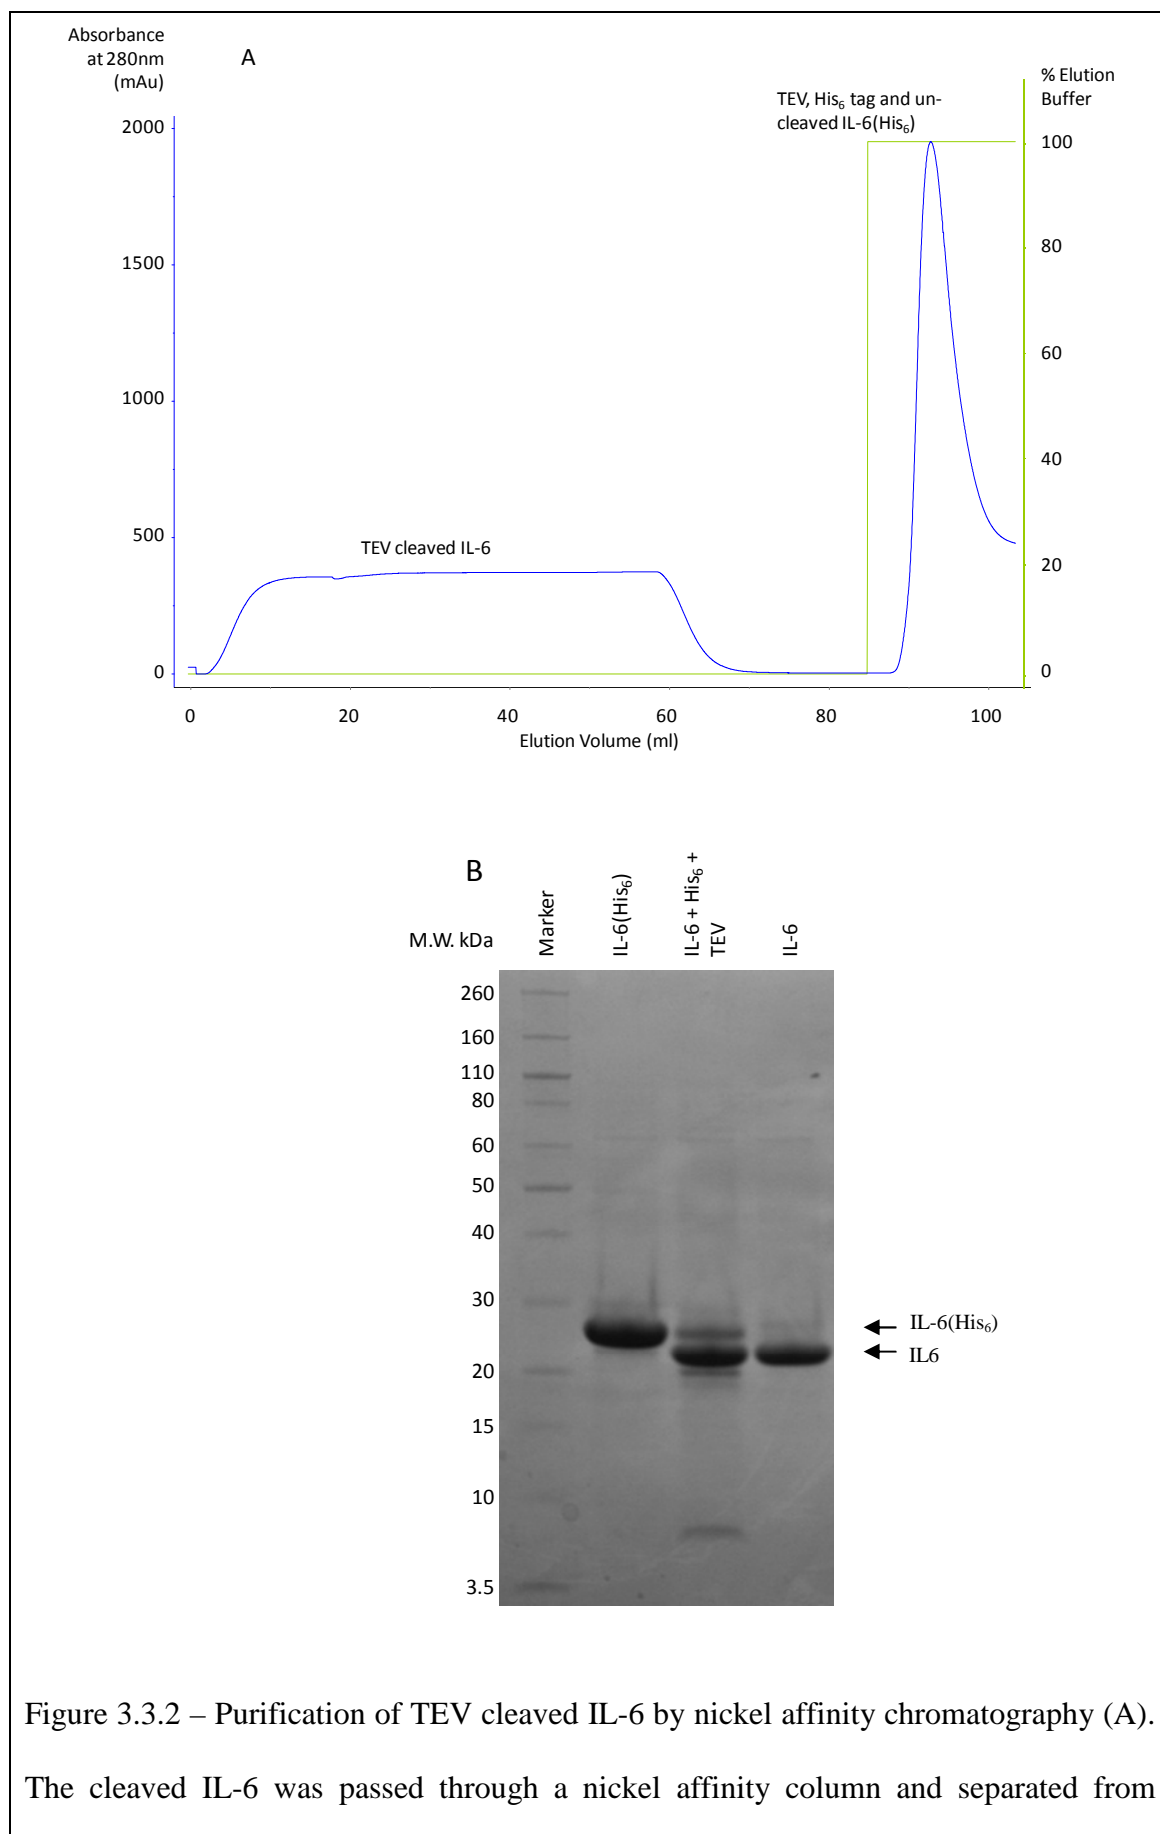 Absorbance
at 280nm
(mAu)
A
% Elution
Buffer
TEV, His6 tag and un-
cleaved IL-6(His6)
2000
1500
1000
500
0
100
80
60
40
20
0
TEV cleaved IL-6
0 20 40 60 80 100
Elution Volume (ml)
B
M.W. kDa
Marker
IL-6(His6)
IL-6 + His6 +
TEV
IL-6
260
160
110
80
60
50
40
30
20
15
10
3.5
IL-6(His6)
IL6
Figure 3.3.2 – Purification of TEV cleaved IL-6 by nickel affinity chromatography (A).
The cleaved IL-6 was passed through a nickel affinity column and separated from